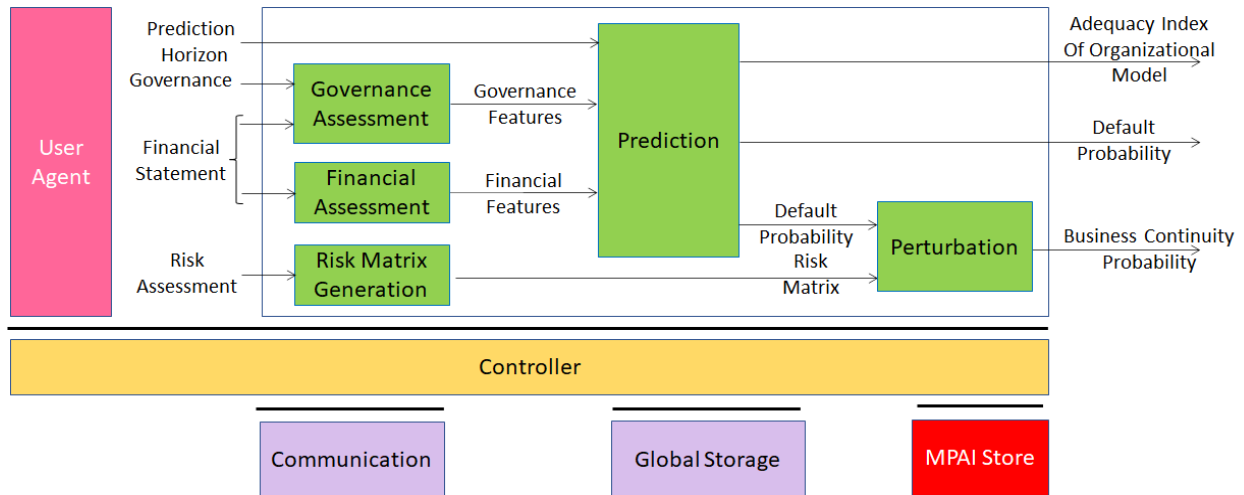 User
Agent
Prediction
Horizon
Governance
Financial
Statement
Risk
Assessment
Governance
Assessment
Financial
Assessment
Risk Matrix
Generation
Governance
Features
Financial
Features
Prediction
Default
Probability
Risk
Matrix
Perturbation
Adequacy Index
Of Organizational
Model
Default
Probability
Business Continuity
Probability
Controller
Communication
Global Storage
MPAI Store